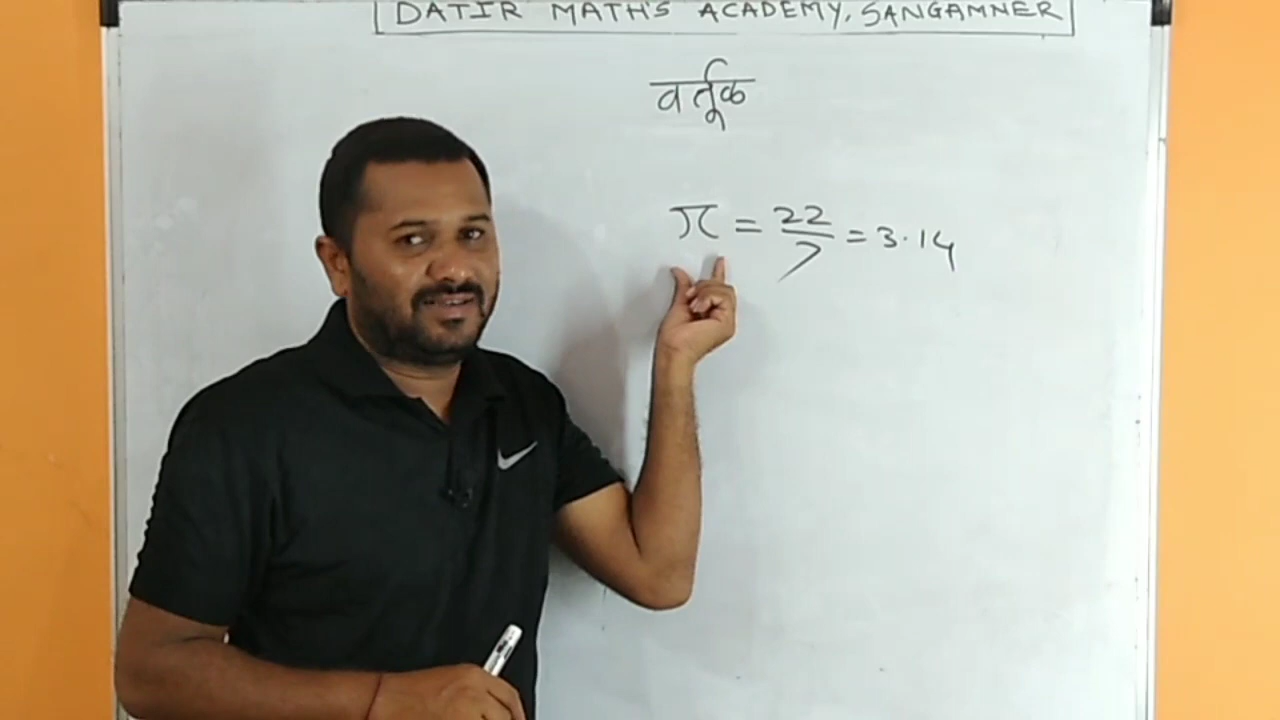 DATIR MATH'S ACADEMY, SANGAMNER
वर्तूळ
π = 22/7 = 3.14